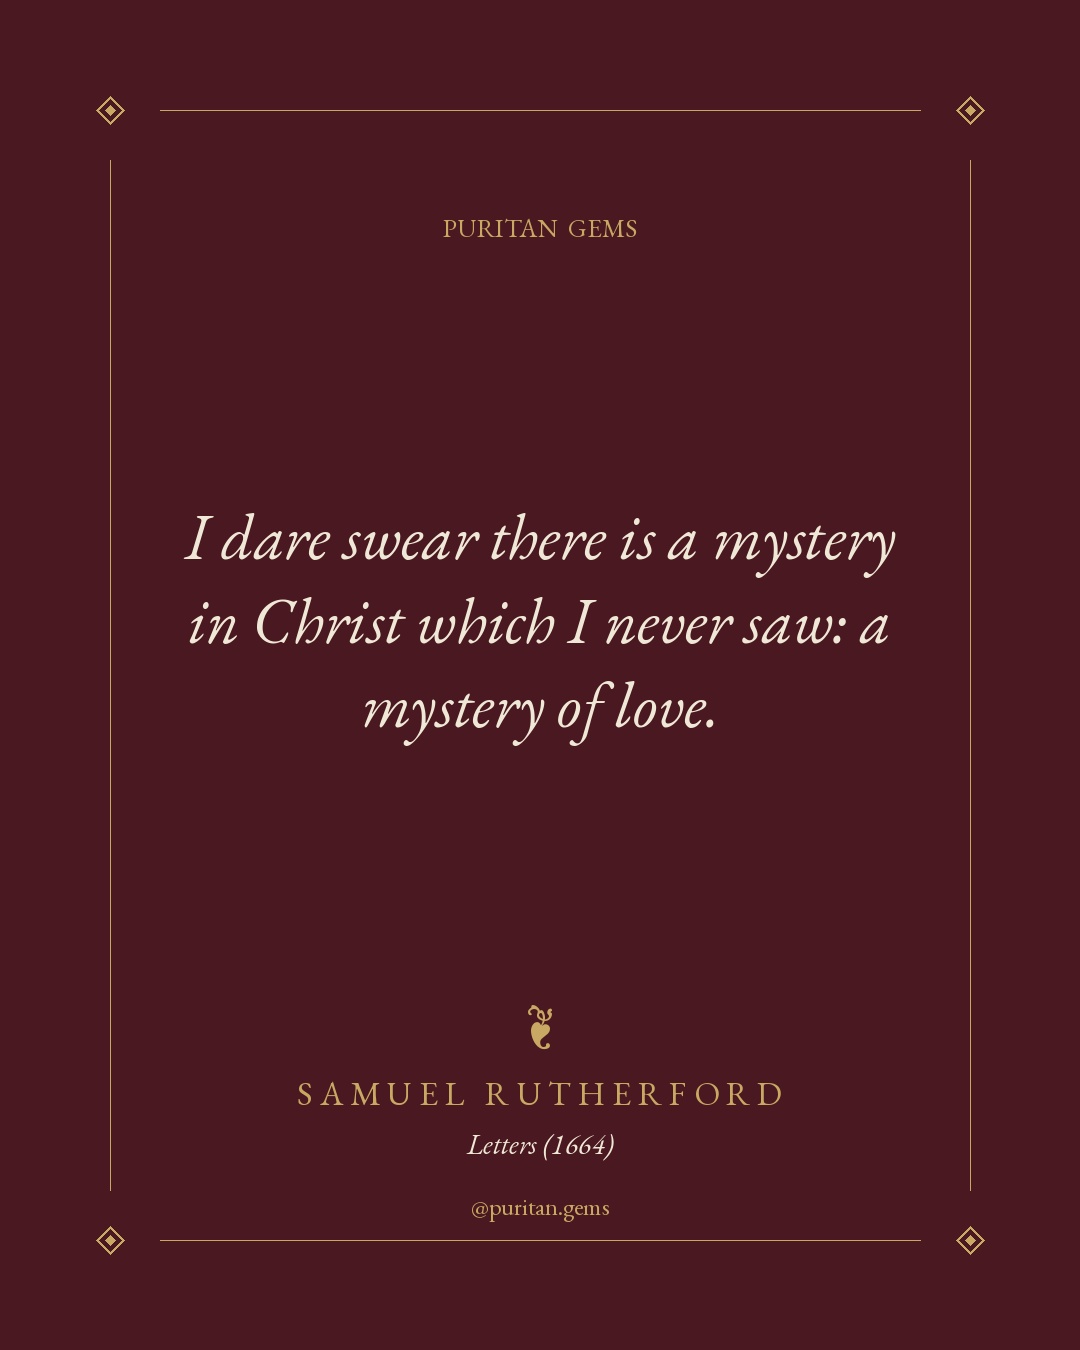 PURITAN GEMS
I dare swear there is a mystery
in Christ which I never saw: a
mystery of love.
SAMUEL RUTHERFORD
Letters (1664)
@puritan.gems